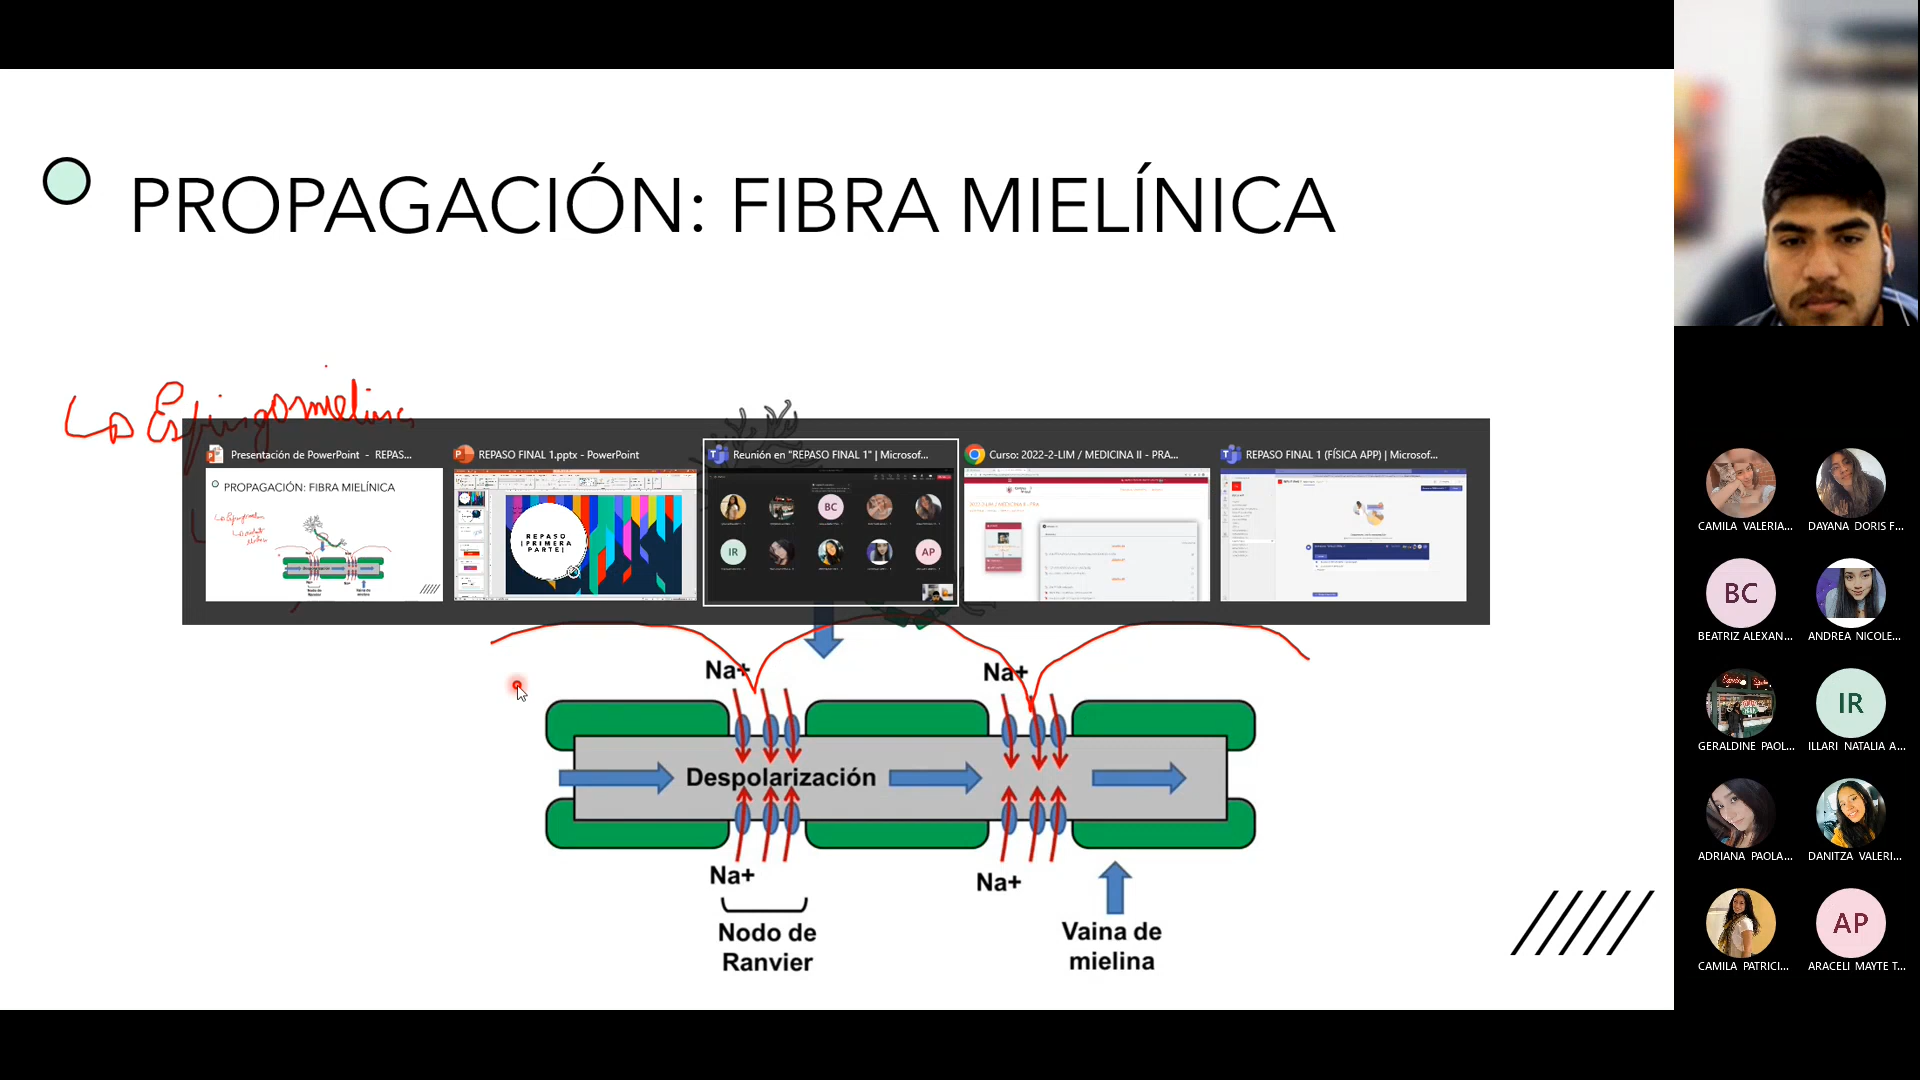 PROPAGACIÓN: FIBRA MIELÍNICA
Espingomielina
Presentación de PowerPoint - REPAS...
REPASO FINAL 1.pptx - PowerPoint
Reunión en "REPASO FINAL 1" | Microsof...
Curso: 2022-2-LIM / MEDICINA II - PRA...
REPASO FINAL 1 (FÍSICA APP) | Microsof...
PROPAGACIÓN: FIBRA MIELÍNICA
REPASO
(PRIMERA
PARTE)
BC
IR
AP
Na+
Na+
Despolarización
Na+
Na+
Nodo de
Ranvier
Vaina de
mielina
CAMILA VALERIA...
DAYANA DORIS F...
BC
BEATRIZ ALEXAN...
ANDREA NICOLE...
GERALDINE PAOL...
IR
ILLARI NATALIA A...
ADRIANA PAOLA...
DANITZA VALERI...
CAMILA PATRICI...
AP
ARACELI MAYTE T...